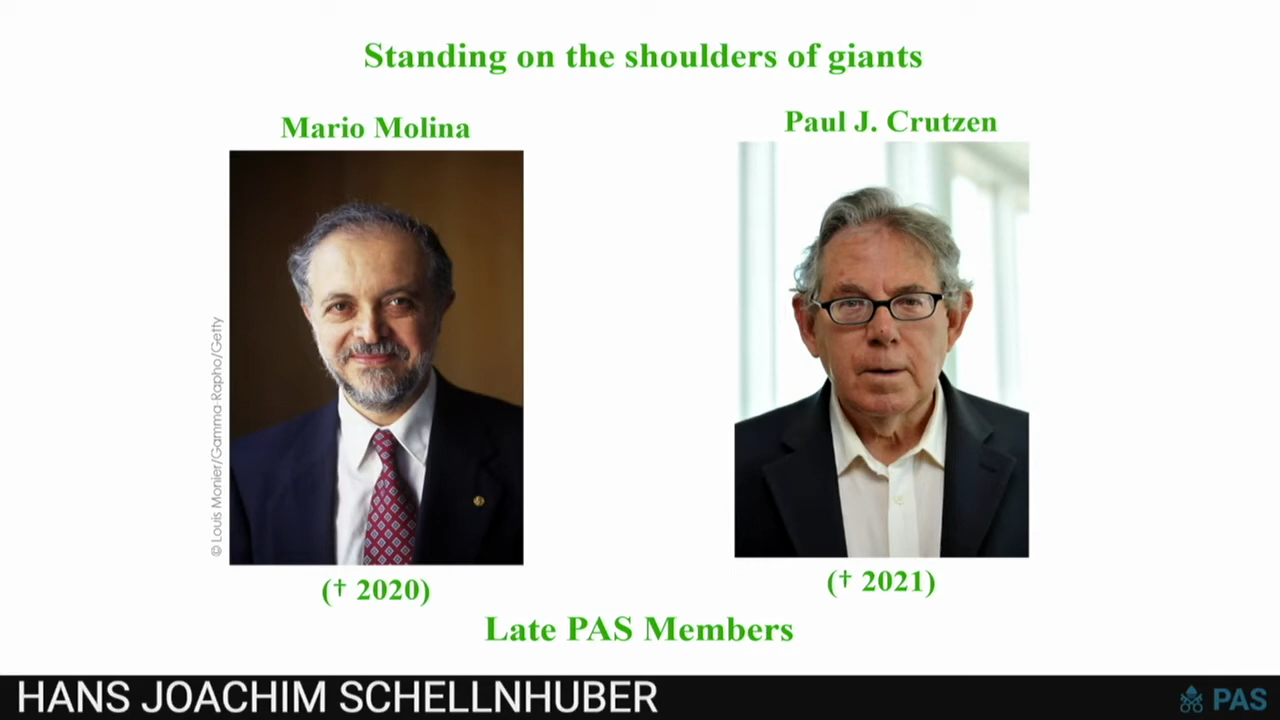 Standing on the shoulders of giants
Mario Molina
Paul J. Crutzen
© Louis Monier/Gamma-Rapho/Getty
(† 2020)
(† 2021)
Late PAS Members
HANS JOACHIM SCHELLNHUBER
PAS